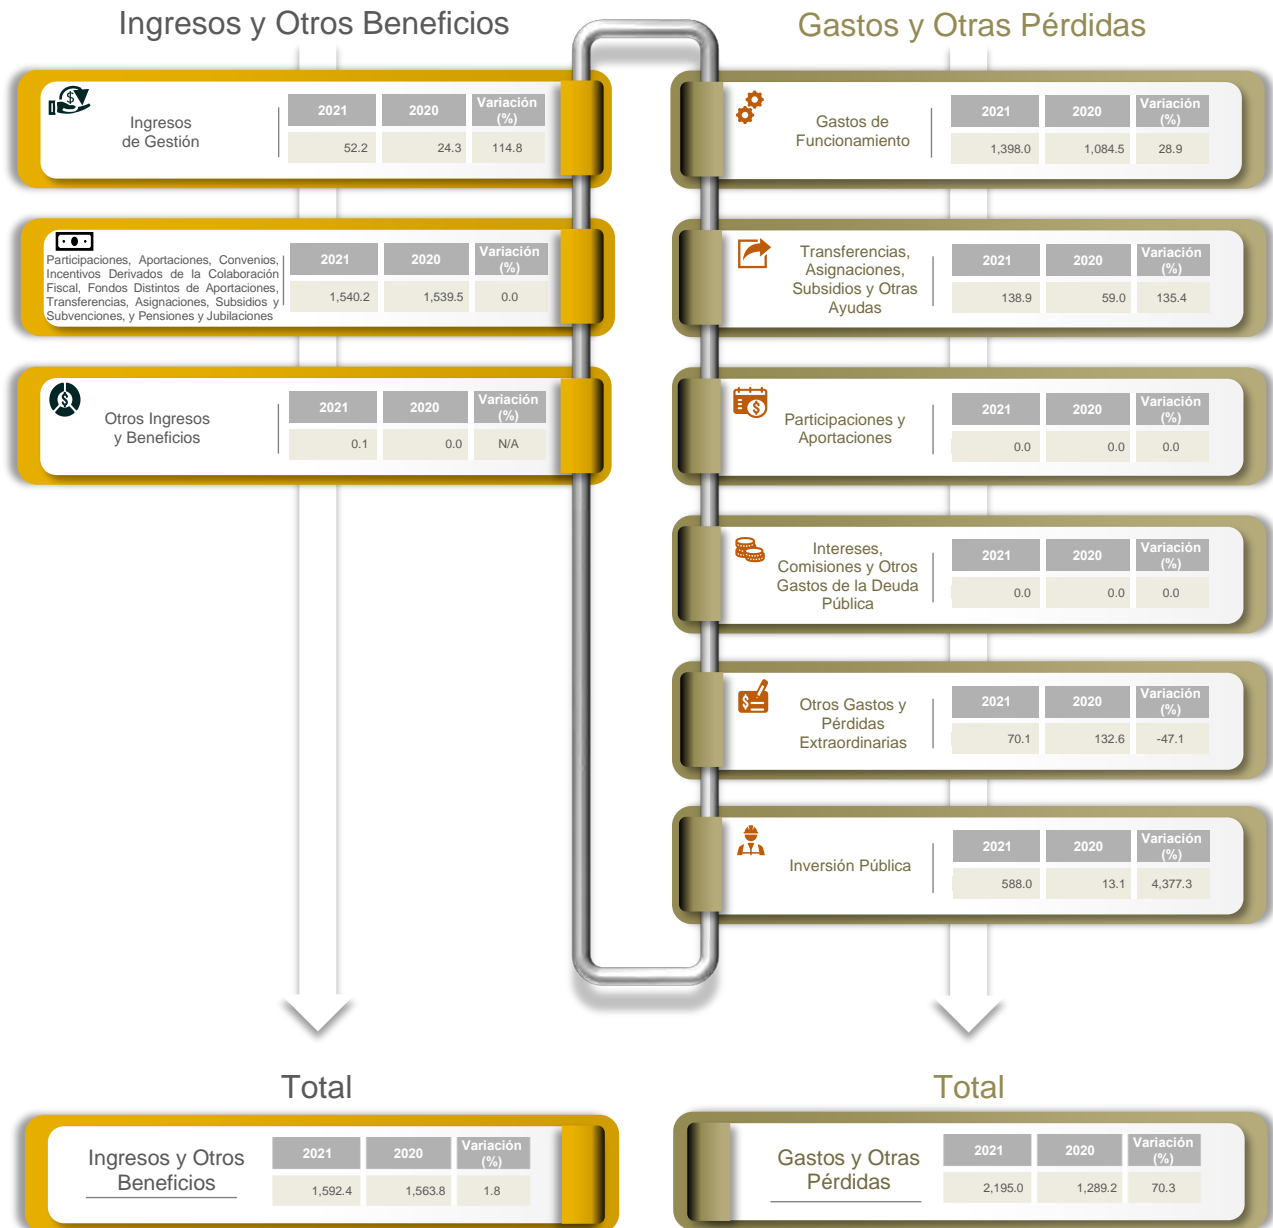 Ingresos y Otros Beneficios
Ingresos
de Gestión
2021 2020 Variación
(%)
52.2 24.3 114.8
Participaciones, Aportaciones, Convenios,
Incentivos Derivados de la Colaboración
Fiscal, Fondos Distintos de Aportaciones,
Transferencias, Asignaciones, Subsidios y
Subvenciones, y Pensiones y Jubilaciones
2021 2020 Variación
(%)
1,540.2 1,539.5 0.0
Otros Ingresos
y Beneficios
2021 2020 Variación
(%)
0.1 0.0 N/A
Total
Ingresos y Otros
Beneficios
2021 2020 Variación
(%)
1,592.4 1,563.8 1.8
Gastos y Otras Pérdidas
Gastos de
Funcionamiento
2021 2020 Variación
(%)
1,398.0 1,084.5 28.9
Transferencias,
Asignaciones,
Subsidios y Otras
Ayudas
2021 2020 Variación
(%)
138.9 59.0 135.4
Participaciones y
Aportaciones
2021 2020 Variación
(%)
0.0 0.0 0.0
Intereses,
Comisiones y Otros
Gastos de la Deuda
Pública
2021 2020 Variación
(%)
0.0 0.0 0.0
Otros Gastos y
Pérdidas
Extraordinarias
2021 2020 Variación
(%)
70.1 132.6 -47.1
Inversión Pública
2021 2020 Variación
(%)
588.0 13.1 4,377.3
Total
Gastos y Otras
Pérdidas
2021 2020 Variación
(%)
2,195.0 1,289.2 70.3